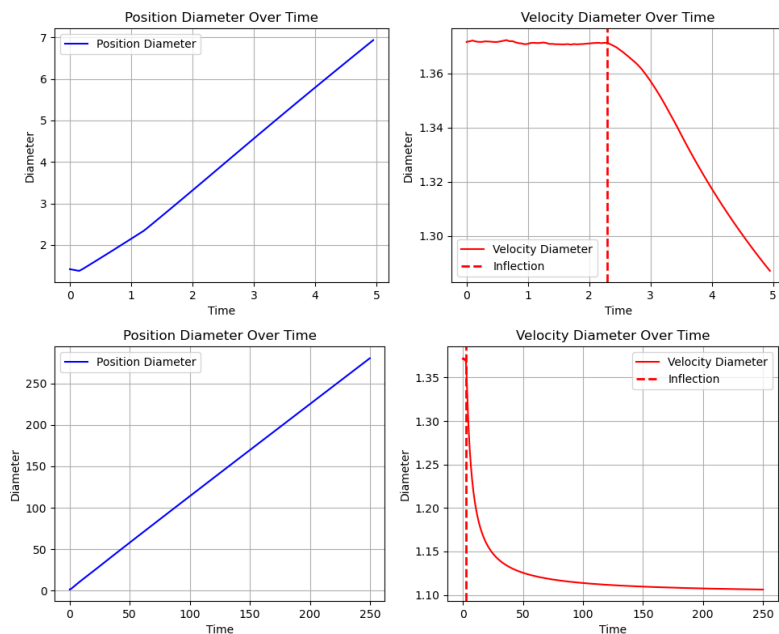 Position Diameter Over Time
Position Diameter
Diameter
7
6
5
4
3
2
0 1 2 3 4 5
Time
Velocity Diameter Over Time
Diameter
1.36
1.34
1.32
1.30
Velocity Diameter
Inflection
0 1 2 3 4 5
Time
Position Diameter Over Time
Position Diameter
Diameter
250
200
150
100
50
0
0 50 100 150 200 250
Time
Velocity Diameter Over Time
Velocity Diameter
Inflection
Diameter
1.35
1.30
1.25
1.20
1.15
1.10
0 50 100 150 200 250
Time